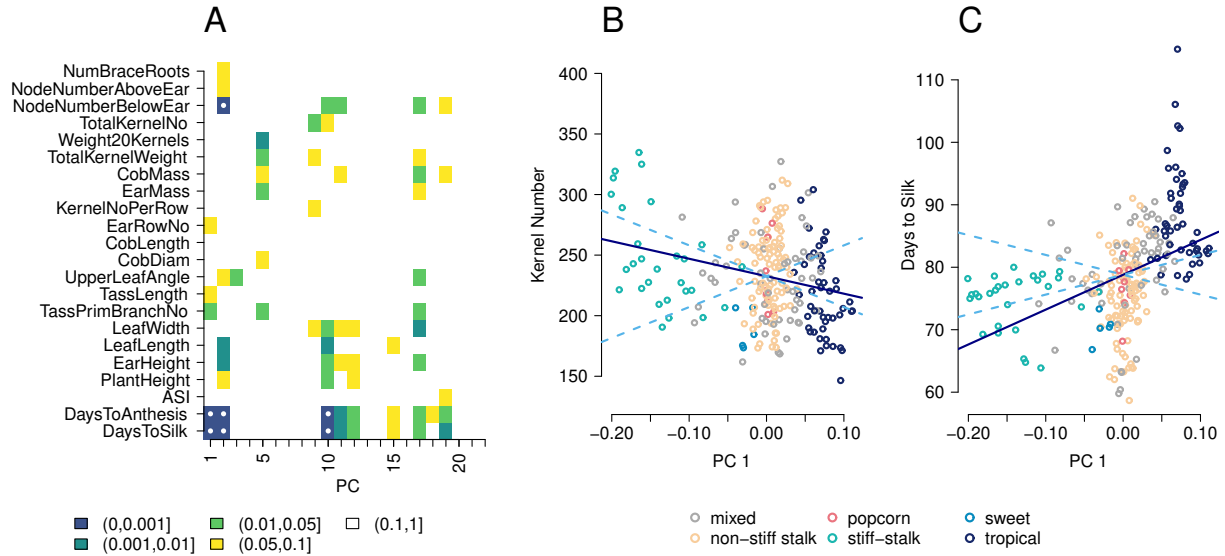 A
NumBraceRoots
NodeNumberAboveEar
NodeNumberBelowEar
TotalKernelNo
Weight20Kernels
TotalKernelWeight
CobMass
EarMass
KernelNoPerRow
EarRowNo
CobLength
CobDiam
UpperLeafAngle
TassLength
TassPrimBranchNo
LeafWidth
LeafLength
EarHeight
PlantHeight
ASI
DaysToAnthesis
DaysToSilk
1
5
10
15
20
PC
(0,0.001]
(0.01,0.05]
(0.1,1]
(0.001,0.01]
(0.05,0.1]
B
400
350
300
250
200
150
Kernel Number
−0.20
−0.10
0.00
0.10
PC 1
C
110
100
90
80
70
60
Days to Silk
−0.20
−0.10
0.00
0.10
PC 1
mixed
popcorn
sweet
non−stiff stalk
stiff−stalk
tropical